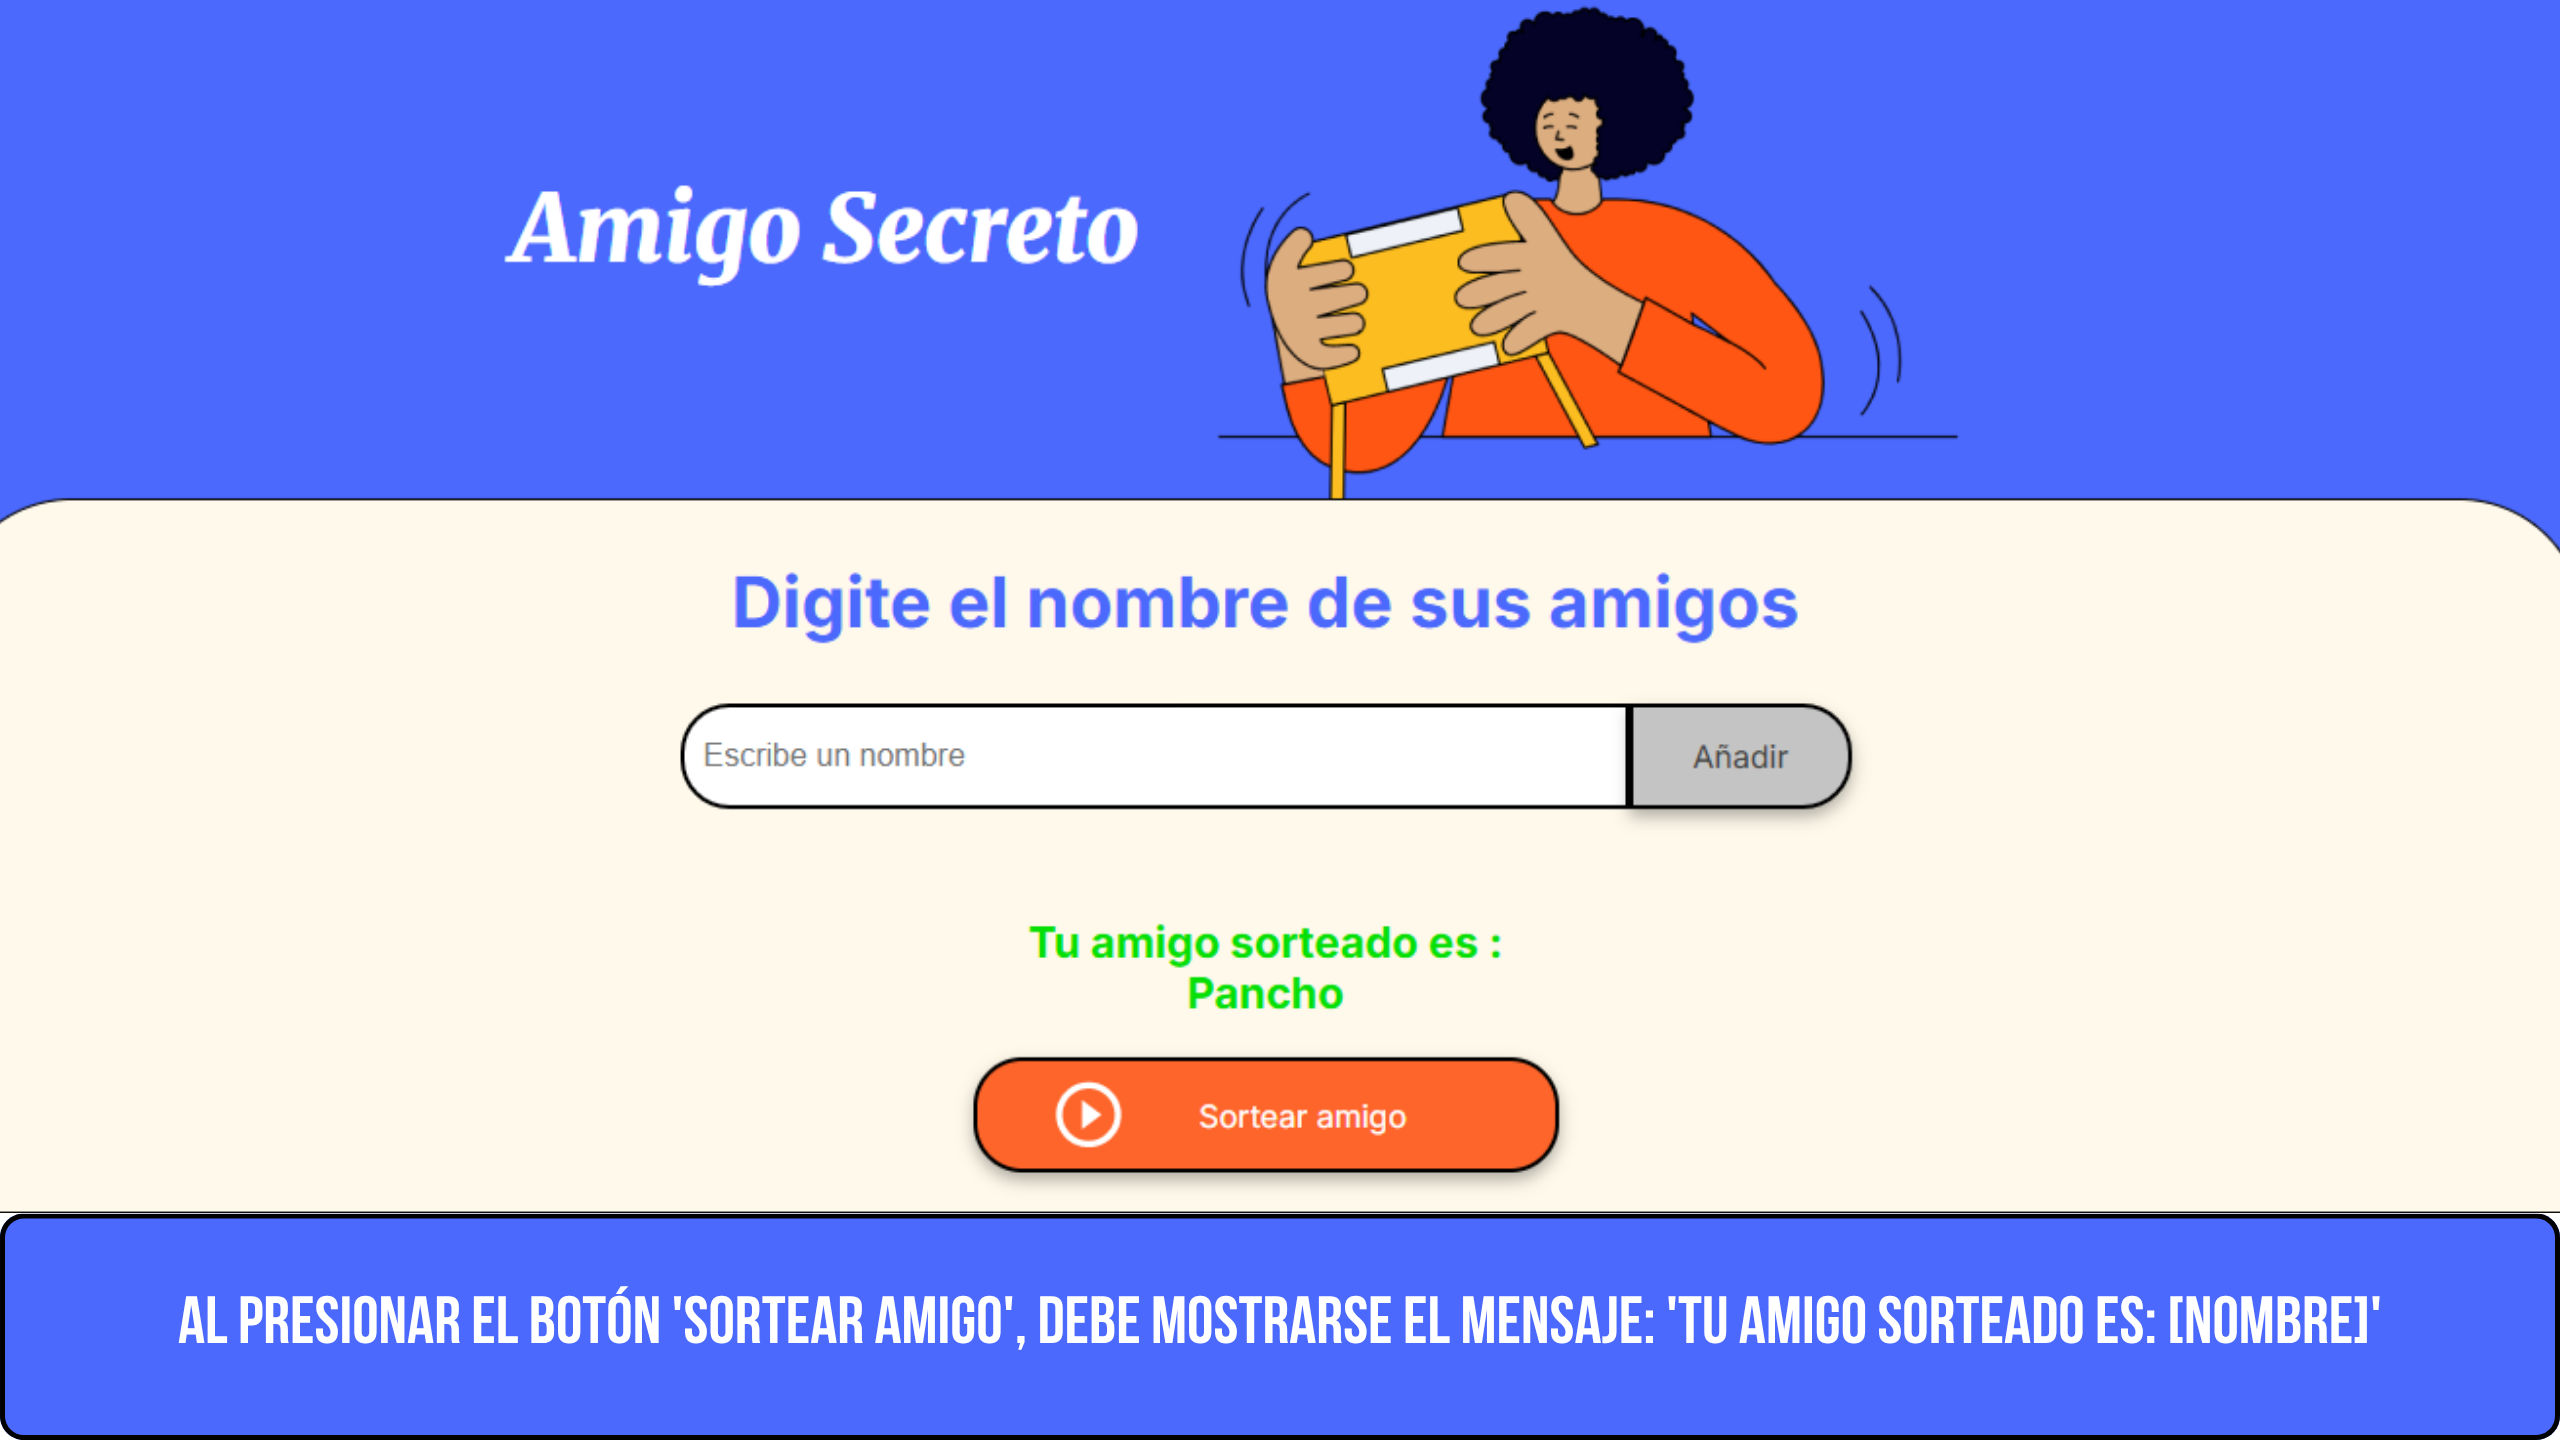 Amigo Secreto
Digite el nombre de sus amigos
Escribe un nombre
Añadir
Tu amigo sorteado es :
Pancho
Sortear amigo
AL PRESIONAR EL BOTÓN 'SORTEAR AMIGO', DEBE MOSTRARSE EL MENSAJE: 'TU AMIGO SORTEADO ES: [NOMBRE]'